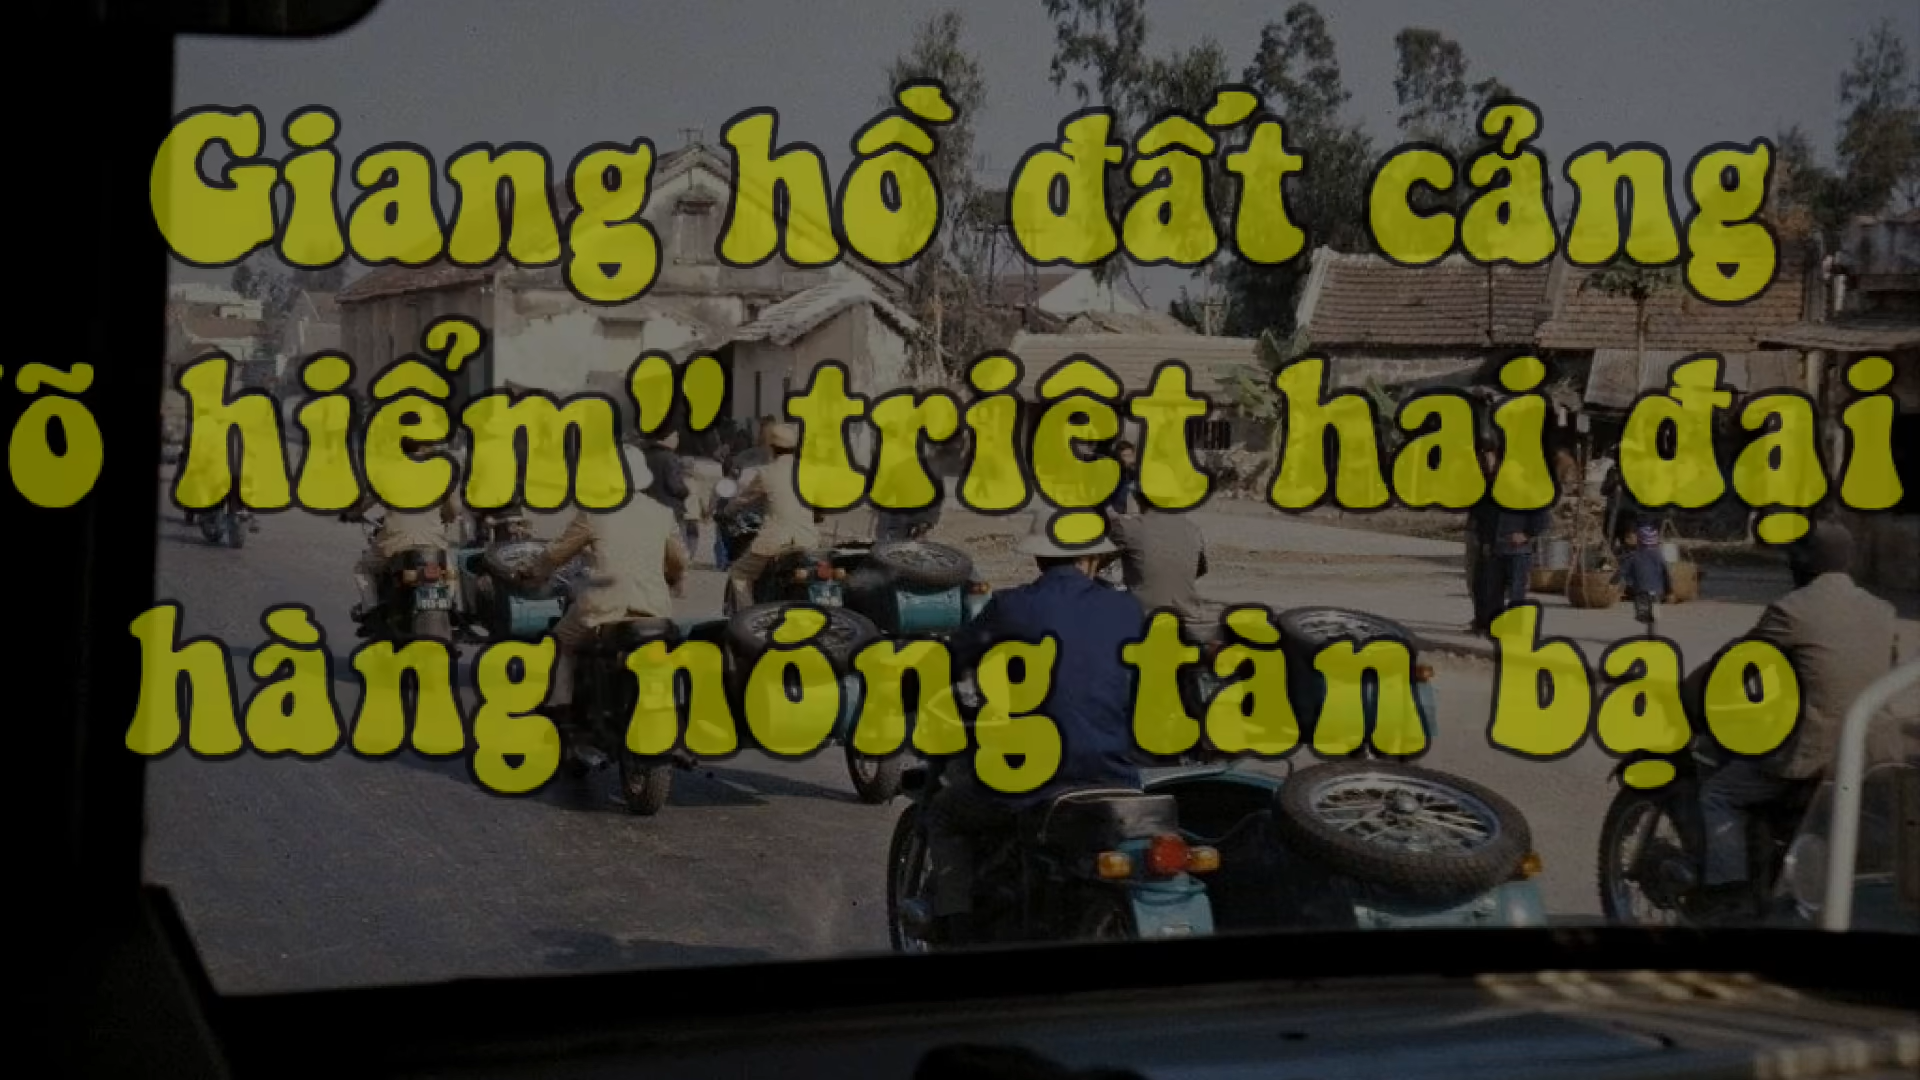 Giang hồ đất cảng
hiểm" triệt hai đại
hàng nóng tàn bạo